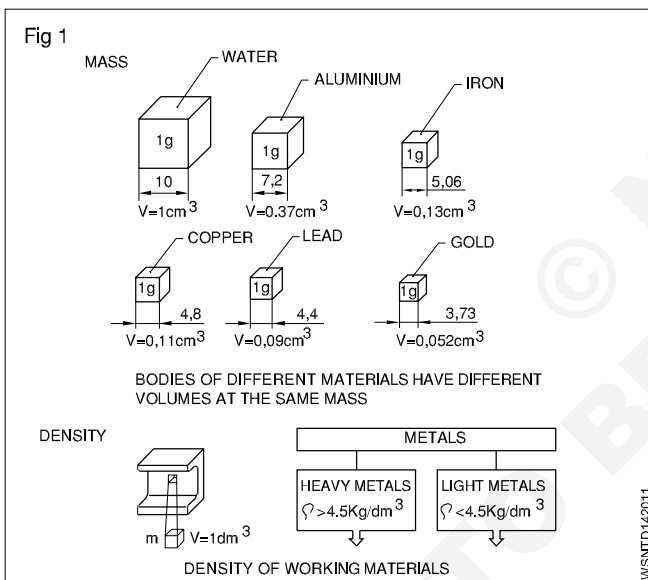 Fig 1
MASS
WATER
ALUMINIUM
IRON
1g
1g
1g
10
7,2
5,06
V=1cm³
V=0.37cm³
V=0,13cm³
COPPER
LEAD
GOLD
1g
1g
1g
4,8
4,4
3,73
V=0,11cm³
V=0,09cm³
V=0,052cm³
BODIES OF DIFFERENT MATERIALS HAVE DIFFERENT
VOLUMES AT THE SAME MASS
DENSITY
METALS
HEAVY METALS
ρ>4.5Kg/dm³
LIGHT METALS
ρ<4.5Kg/dm³
m V=1dm³
DENSITY OF WORKING MATERIALS
WSNTD142011
©